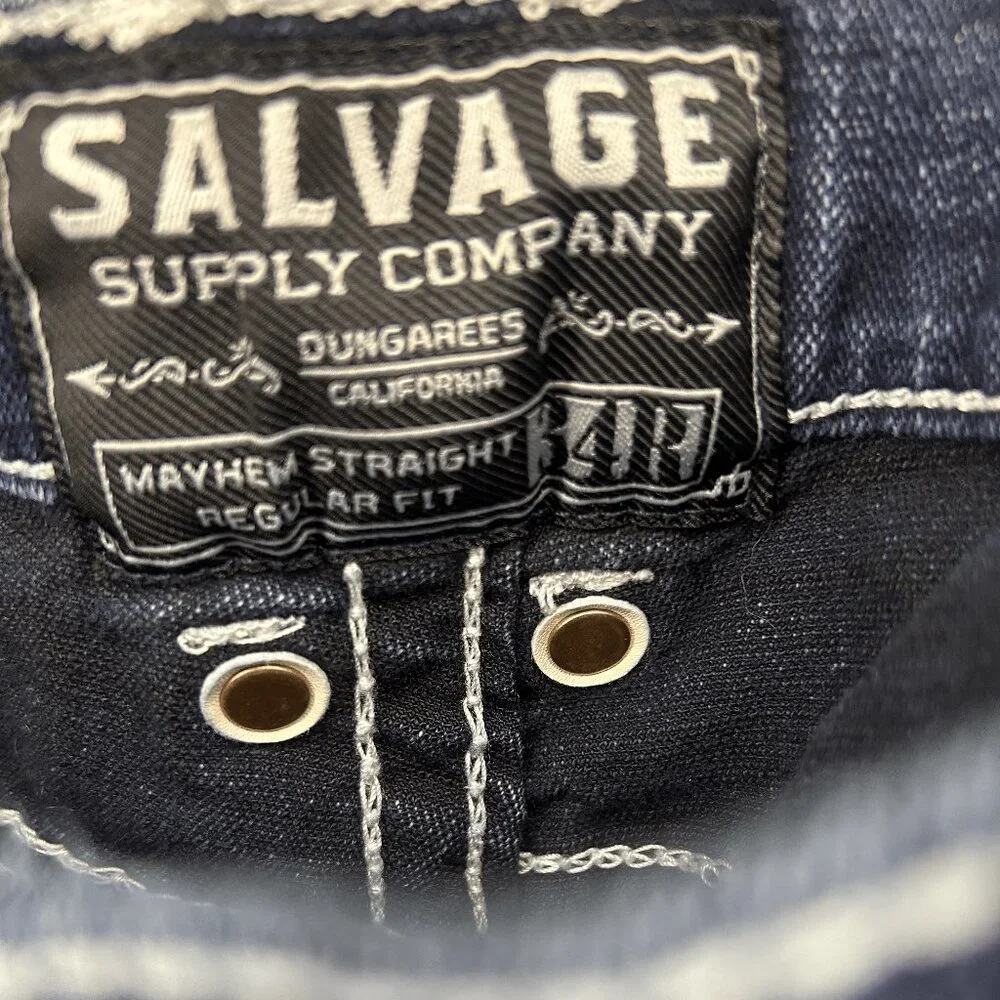 SALVAGE
SUPPLY COMPANY
DUNGAREES
CALIFORNIA
MAYHEM STRAIGHT
REGULAR FIT